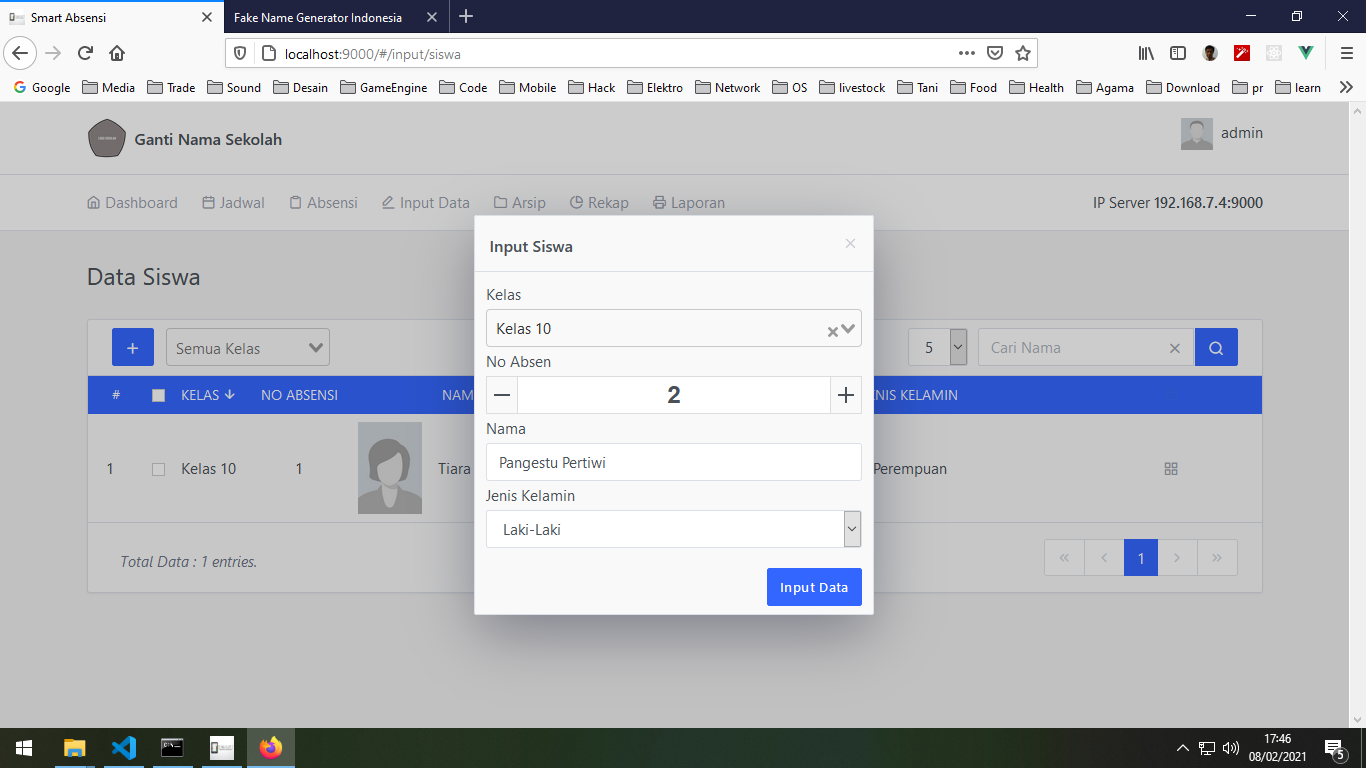 Smart Absensi
Fake Name Generator Indonesia
localhost:9000/#/input/siswa
Google Media Trade Sound Desain GameEngine Code Mobile Hack Elektro Network OS livestock Tani Food Health Agama Download pr learn
Ganti Nama Sekolah
admin
Dashboard Jadwal Absensi Input Data Arsip Rekap Laporan
IP Server 192.168.7.4:9000
Data Siswa
+ Semua Kelas
5
Cari Nama
# KELAS NO ABSENSI NAM
NIS KELAMIN
1 Kelas 10 1 Tiara
Perempuan
Total Data : 1 entries.
« ‹ 1 › »
Input Siswa ×
Kelas
Kelas 10
No Absen
2
Nama
Pangestu Pertiwi
Jenis Kelamin
Laki-Laki
Input Data
17:46
08/02/2021
5